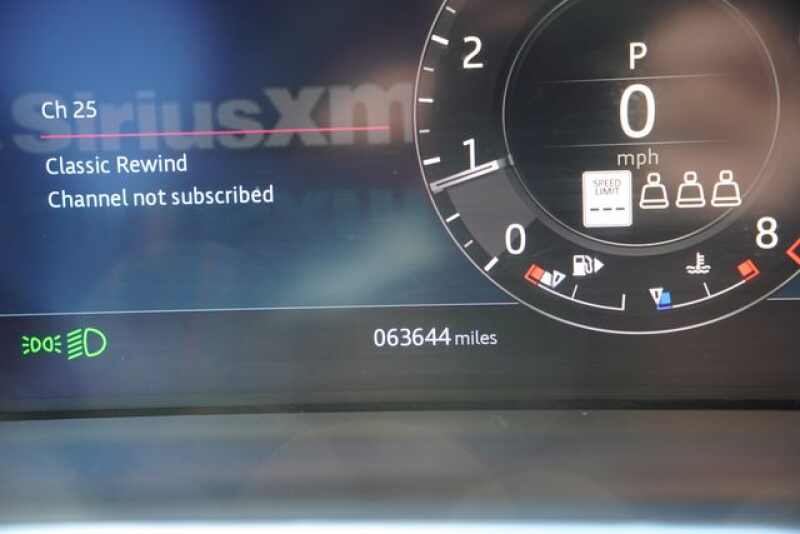 Ch 25
siriusxm
Classic Rewind
Channel not subscribed
2
1
0
8
P
0
mph
SPEED
LIMIT
---
063644 miles